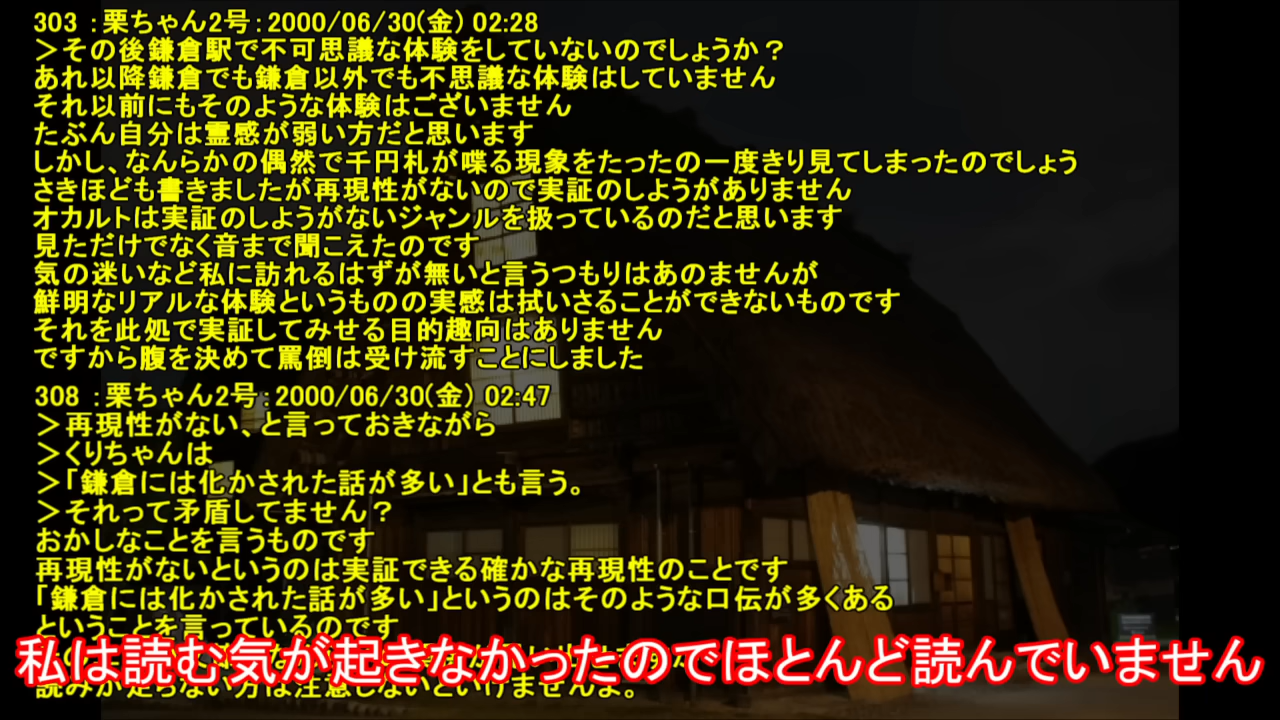 303 :栗ちゃん2号:2000/06/30(金) 02:28
>その後鎌倉駅で不可思議な体験をしていないのでしょうか?
あれ以降鎌倉でも鎌倉以外でも不思議な体験はしていません
それ以前にもそのような体験はございません
たぶん自分は霊感が弱い方だと思います
しかし、なんらかの偶然で千円札が喋る現象をたったの一度きり見てしまったのでしょう
さきほども書きましたが再現性がないので実証のしようがありません
オカルトは実証のしようがないジャンルを扱っているのだと思います
見ただけでなく音まで聞こえたのです
気の迷いなど私に訪れるはずが無いと言うつもりはあのませんが
鮮明なリアルな体験というものの実感は拭いさることができないものです
それを此処で実証してみせる目的趣向はありません
ですから腹を決めて罵倒は受け流すことにしました
308 :栗ちゃん2号:2000/06/30(金) 02:47
>再現性がない、と言っておきながら
>くりちゃんは
>「鎌倉には化かされた話が多い」とも言う。
>それって矛盾してません?
おかしなことを言うものです
再現性がないというのは実証できる確かな再現性のことです
「鎌倉には化かされた話が多い」というのはそのような口伝が多くある
ということを言っているのです
私は読む気が起きなかったのでほとんど読んでいません
読みが足らない方は注意しないといけませんよ。